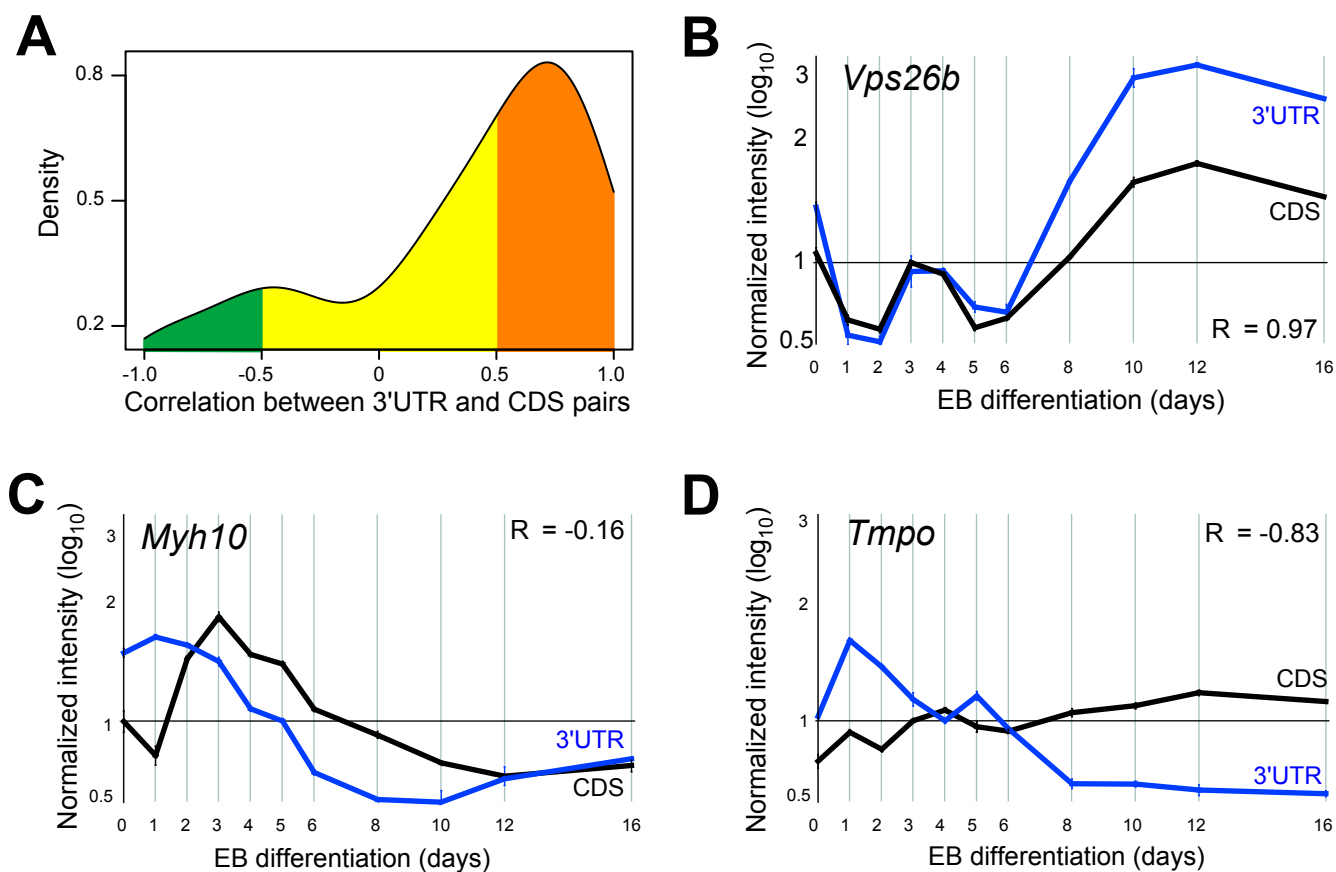 A
0.8
0.5
0.2
Density
-1.0 -0.5 0 0.5 1.0
Correlation between 3'UTR and CDS pairs
B
Vps26b
3
2
1
0.5
Normalized intensity (log10)
3'UTR
CDS
R = 0.97
0 1 2 3 4 5 6 8 10 12 16
EB differentiation (days)
C
Myh10
R = -0.16
3
2
1
0.5
Normalized intensity (log10)
3'UTR
CDS
0 1 2 3 4 5 6 8 10 12 16
EB differentiation (days)
D
Tmpo
R = -0.83
3
2
1
0.5
Normalized intensity (log10)
CDS
3'UTR
0 1 2 3 4 5 6 8 10 12 16
EB differentiation (days)